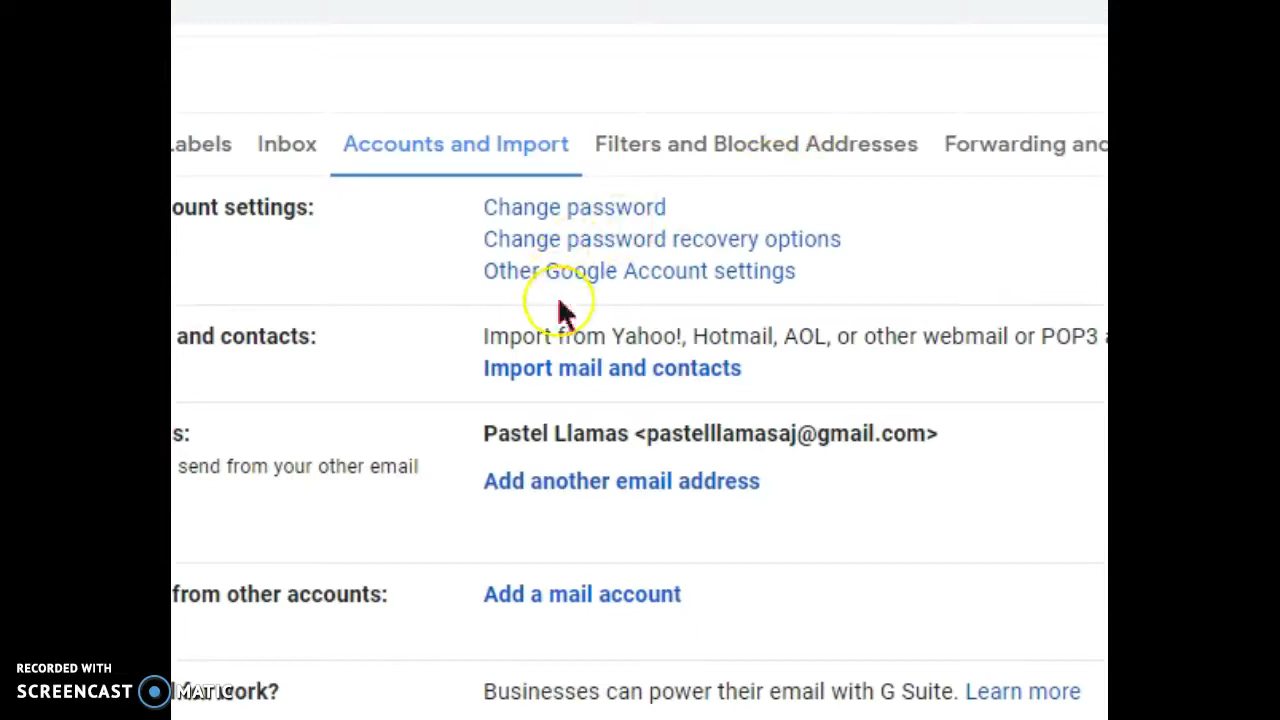 Labels Inbox Accounts and Import Filters and Blocked Addresses Forwarding and
ount settings: Change password
Change password recovery options
Other Google Account settings
and contacts: Import from Yahoo!, Hotmail, AOL, or other webmail or POP3
Import mail and contacts
s: Pastel Llamas <pastelllamasaj@gmail.com>
send from your other email
Add another email address
from other accounts: Add a mail account
work? Businesses can power their email with G Suite. Learn more
RECORDED WITH
SCREENCAST MATIC